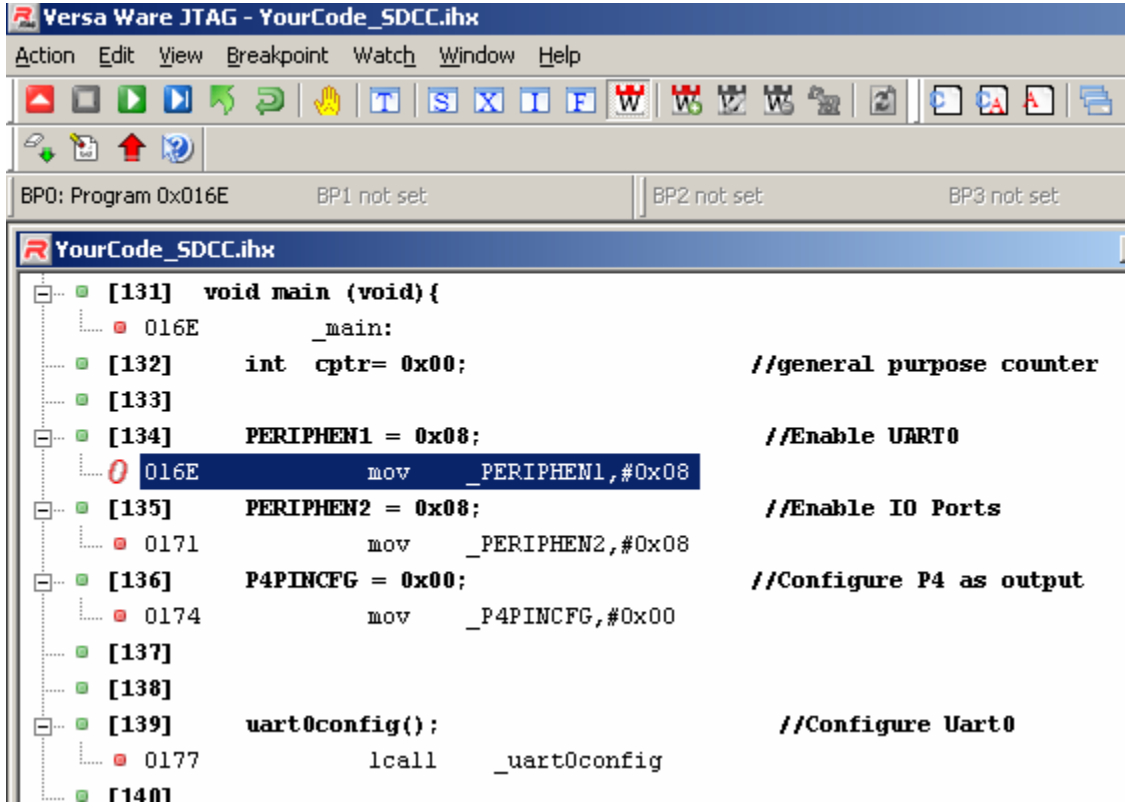 Versa Ware JTAG - YourCode_SDCC.ihx
Action Edit View Breakpoint Watch Window Help
T S X I F W W W W C CA A
BP0: Program 0x016E BP1 not set BP2 not set BP3 not set
YourCode_SDCC.ihx
[131] void main (void){
016E _main:
[132] int cptr= 0x00; //general purpose counter
[133]
[134] PERIPHEN1 = 0x08; //Enable UART0
0 016E mov _PERIPHEN1,#0x08
[135] PERIPHEN2 = 0x08; //Enable IO Ports
0171 mov _PERIPHEN2,#0x08
[136] P4PINCFG = 0x00; //Configure P4 as output
0174 mov _P4PINCFG,#0x00
[137]
[138]
[139] uart0config(); //Configure Uart0
0177 lcall _uart0config
[140]